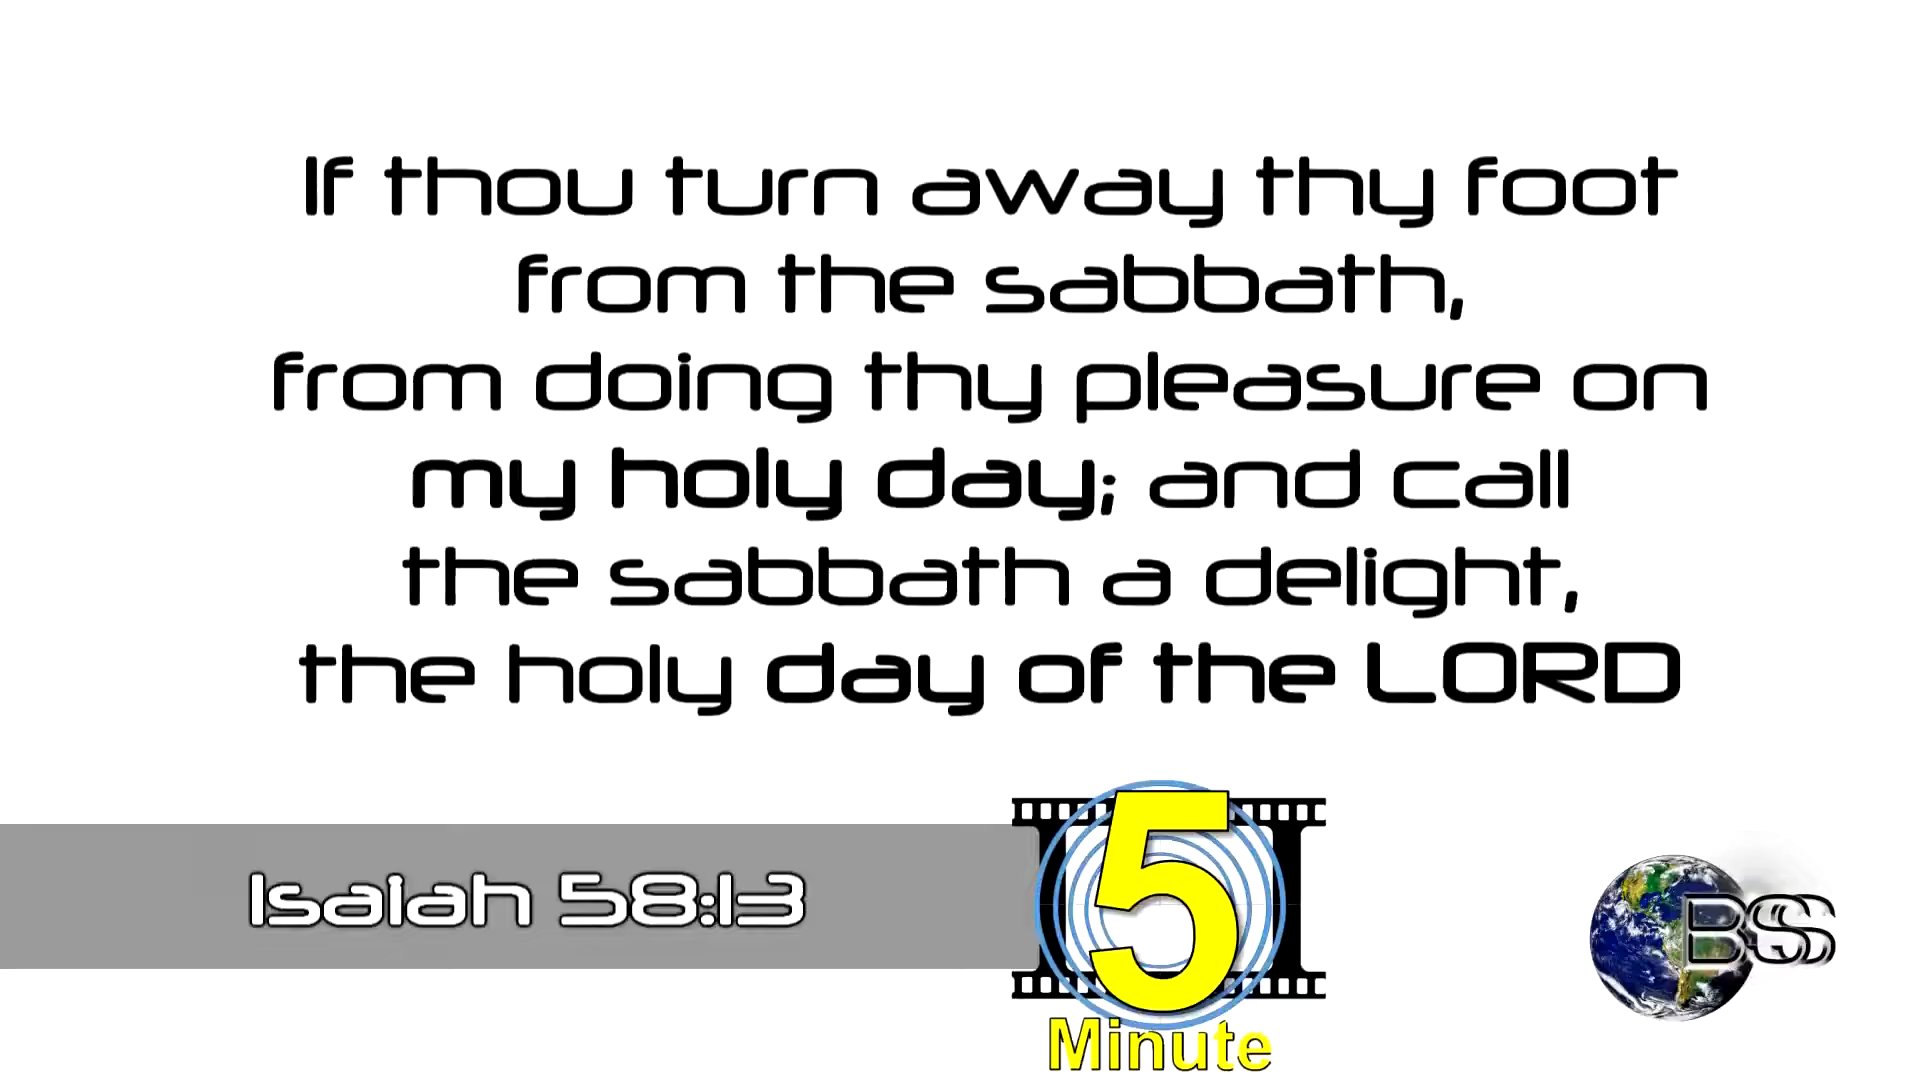 If thou turn away thy foot
from the sabbath,
from doing thy pleasure on
my holy day; and call
the sabbath a delight,
the holy day of the LORD
Isaiah 58:13
5
Minute
BSS